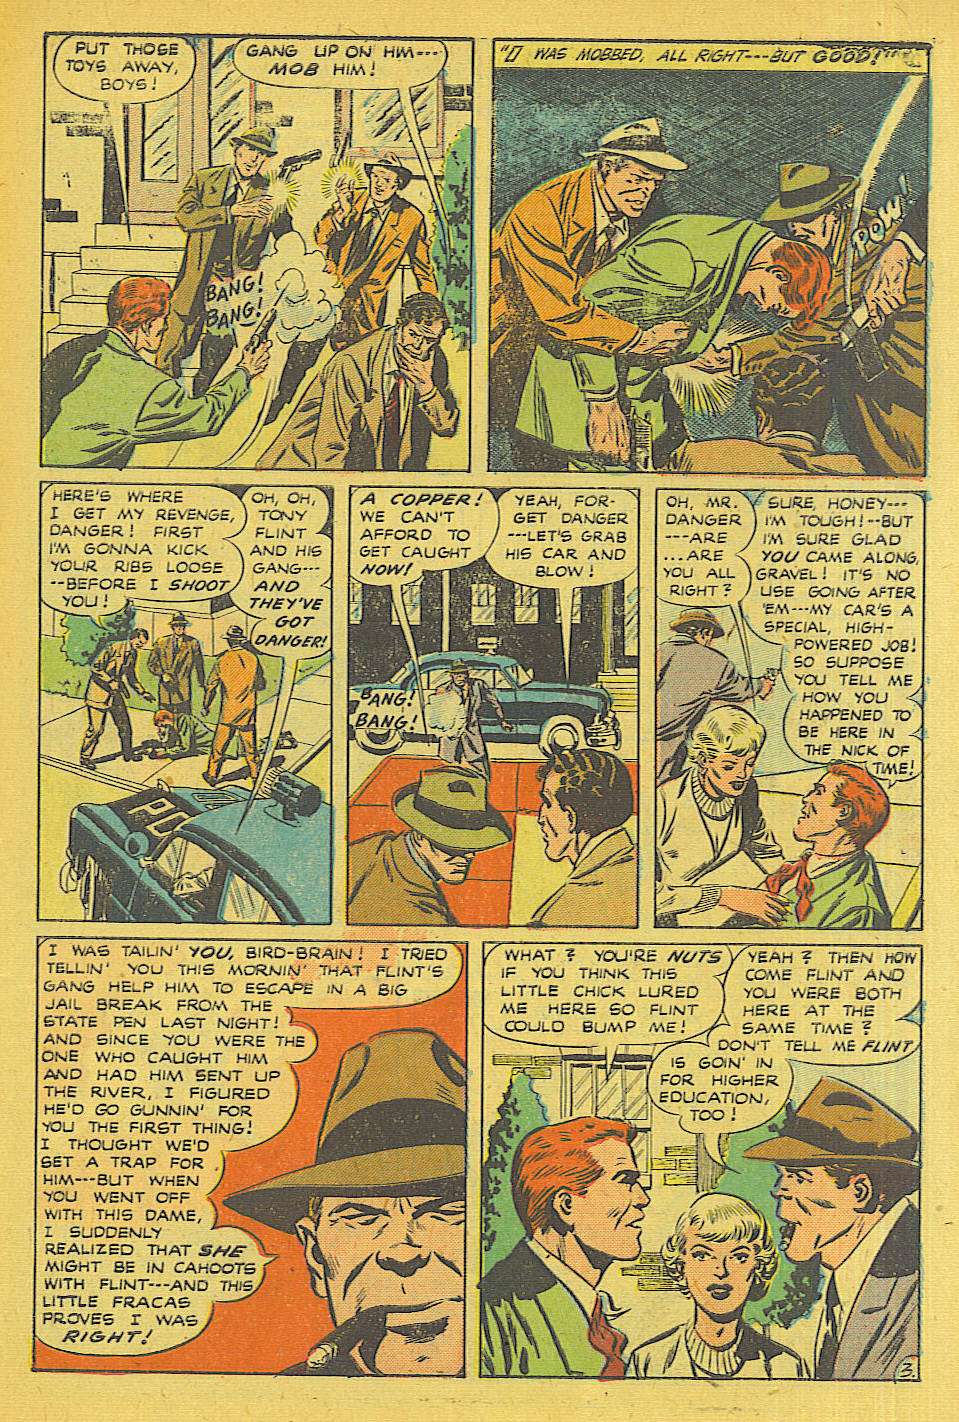 PUT THOSE
TOYS AWAY,
BOYS!
GANG UP ON HIM---
MOB HIM!
BANG!
BANG!
"I WAS MOBBED, ALL RIGHT---BUT GOOD!"
POW!
HERE'S WHERE
I GET MY REVENGE,
DANGER! FIRST
I'M GONNA KICK
YOUR RIBS LOOSE
--BEFORE I SHOOT
YOU!
OH, OH,
TONY
FLINT
AND HIS
GANG---
AND
THEY'VE
GOT
DANGER!
A COPPER!
WE CAN'T
AFFORD TO
GET CAUGHT
NOW!
YEAH, FOR-
GET DANGER
---LET'S GRAB
HIS CAR AND
BLOW!
BANG!
BANG!
OH, MR.
DANGER
---ARE
...ARE
YOU ALL
RIGHT?
SURE, HONEY---
I'M TOUGH!--BUT
I'M SURE GLAD
YOU CAME ALONG,
GRAVEL! IT'S NO
USE GOING AFTER
'EM---MY CAR'S A
SPECIAL, HIGH-
POWERED JOB!
SO SUPPOSE
YOU TELL ME
HOW YOU
HAPPENED TO
BE HERE IN
THE NICK OF
TIME!
I WAS TAILIN' YOU, BIRD-BRAIN! I TRIED
TELLIN' YOU THIS MORNIN' THAT FLINT'S
GANG HELP HIM TO ESCAPE IN A BIG
JAIL BREAK FROM THE
STATE PEN LAST NIGHT!
AND SINCE YOU WERE THE
ONE WHO CAUGHT HIM
AND HAD HIM SENT UP
THE RIVER, I FIGURED
HE'D GO GUNNIN' FOR
YOU THE FIRST THING!
I THOUGHT WE'D
SET A TRAP FOR
HIM---BUT WHEN
YOU WENT OFF
WITH THIS DAME,
I SUDDENLY
REALIZED THAT SHE
MIGHT BE IN CAHOOTS
WITH FLINT---AND THIS
LITTLE FRACAS
PROVES I WAS
RIGHT!
WHAT? YOU'RE NUTS
IF YOU THINK THIS
LITTLE CHICK LURED
ME HERE SO FLINT
COULD BUMP ME!
YEAH? THEN HOW
COME FLINT AND
YOU WERE BOTH
HERE AT THE
SAME TIME?
DON'T TELL ME FLINT
IS GOIN' IN
FOR HIGHER
EDUCATION,
TOO!
3.